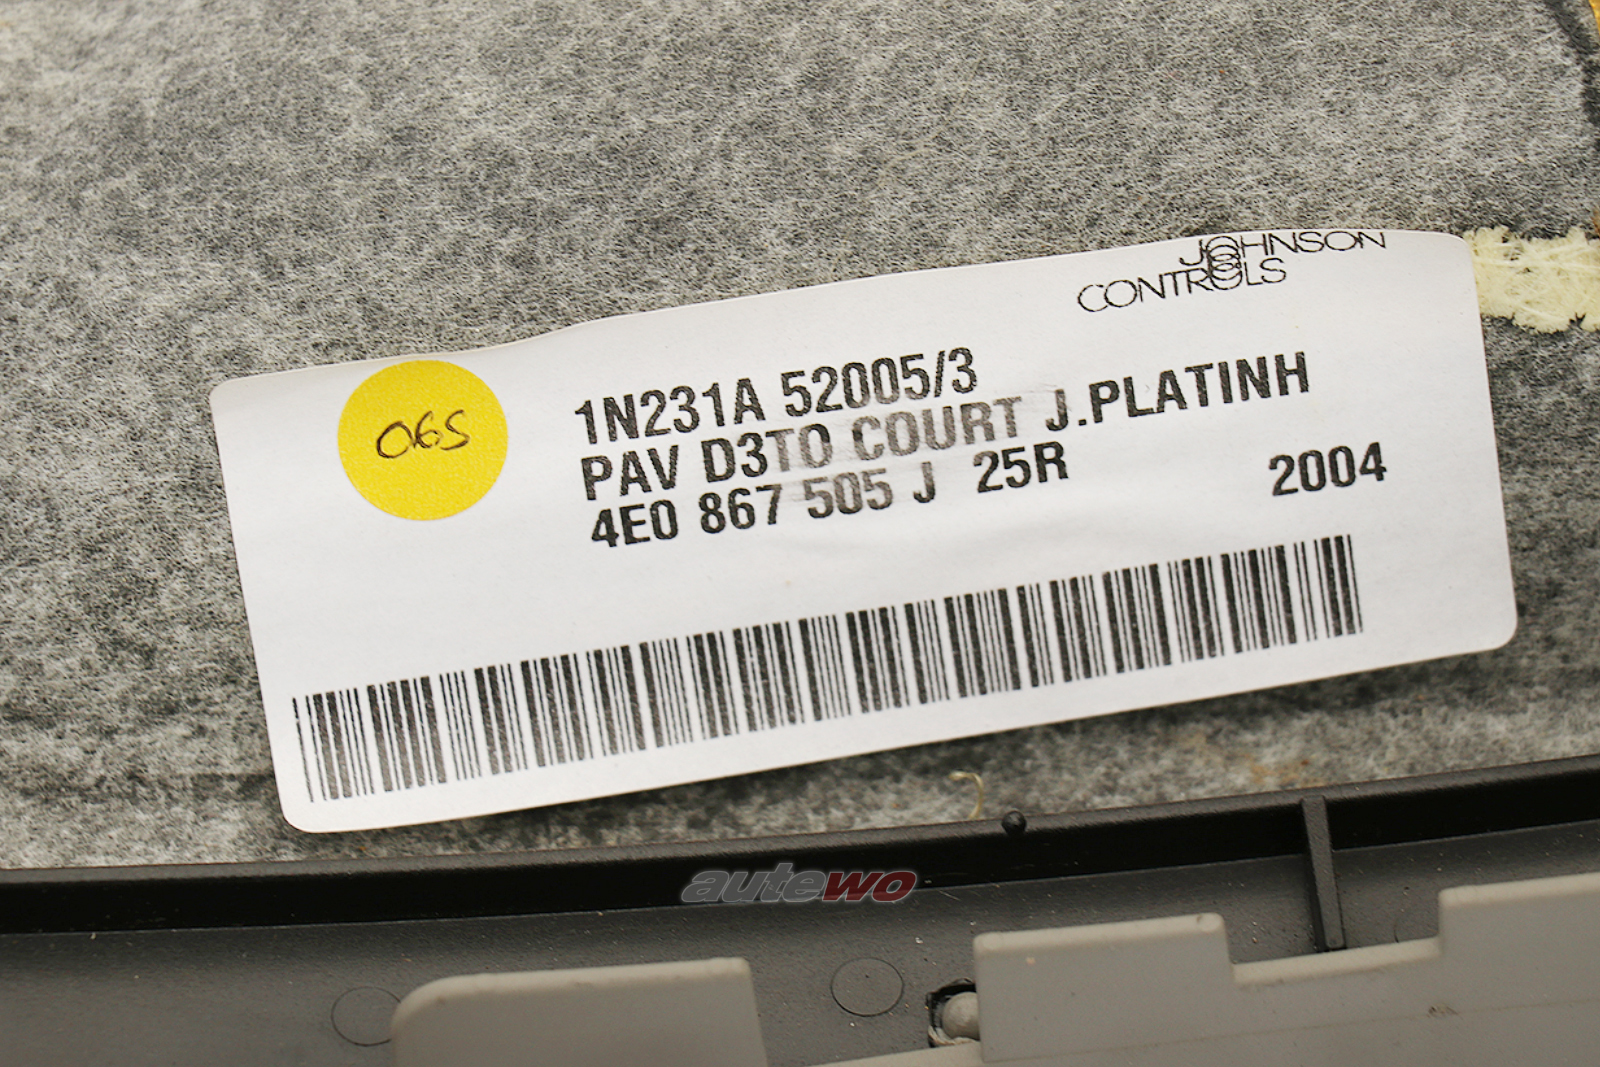 JOHNSON
CONTROLS
06S
1N231A 52005/3
PAV D3TO COURT J.PLATINH
4E0 867 505 J 25R 2004
autewo